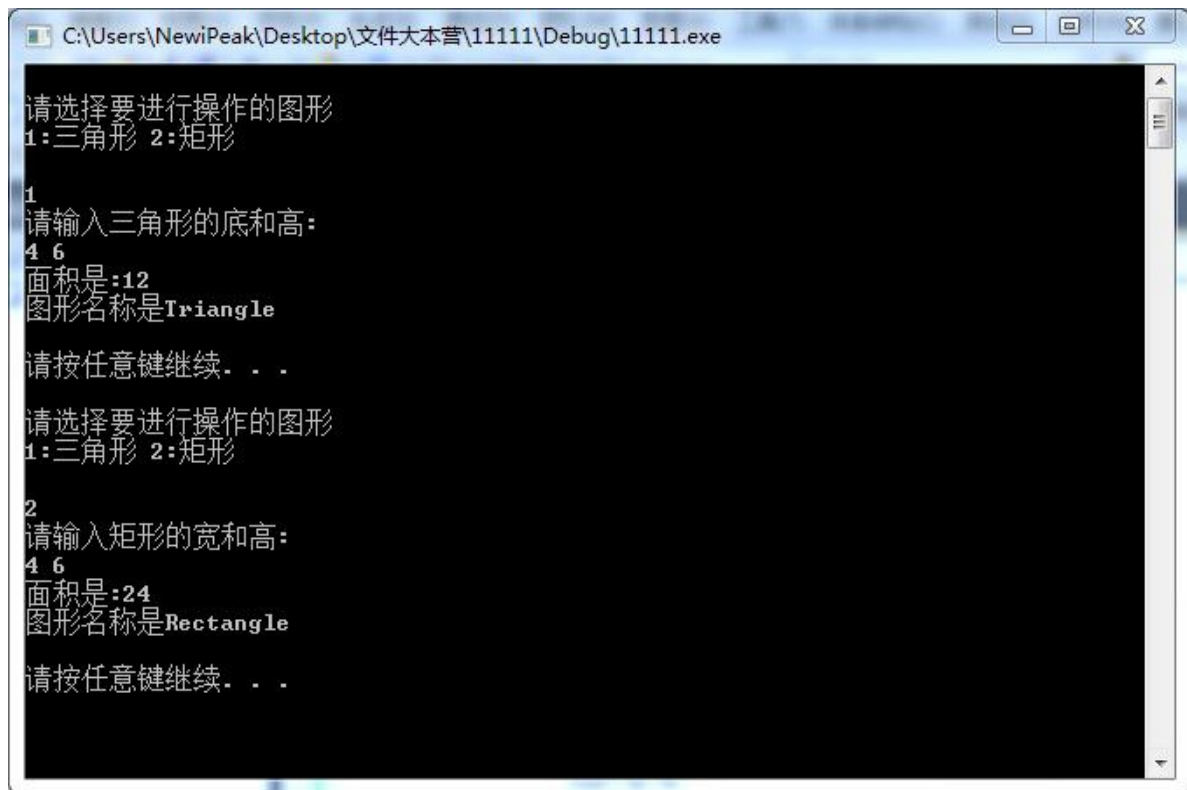 C:\Users\NewiPeak\Desktop\文件大本营\11111\Debug\11111.exe
请选择要进行操作的图形
1:三角形 2:矩形
1
请输入三角形的底和高:
4 6
面积是:12
图形名称是Triangle
请按任意键继续. . .
请选择要进行操作的图形
1:三角形 2:矩形
2
请输入矩形的宽和高:
4 6
面积是:24
图形名称是Rectangle
请按任意键继续. . .